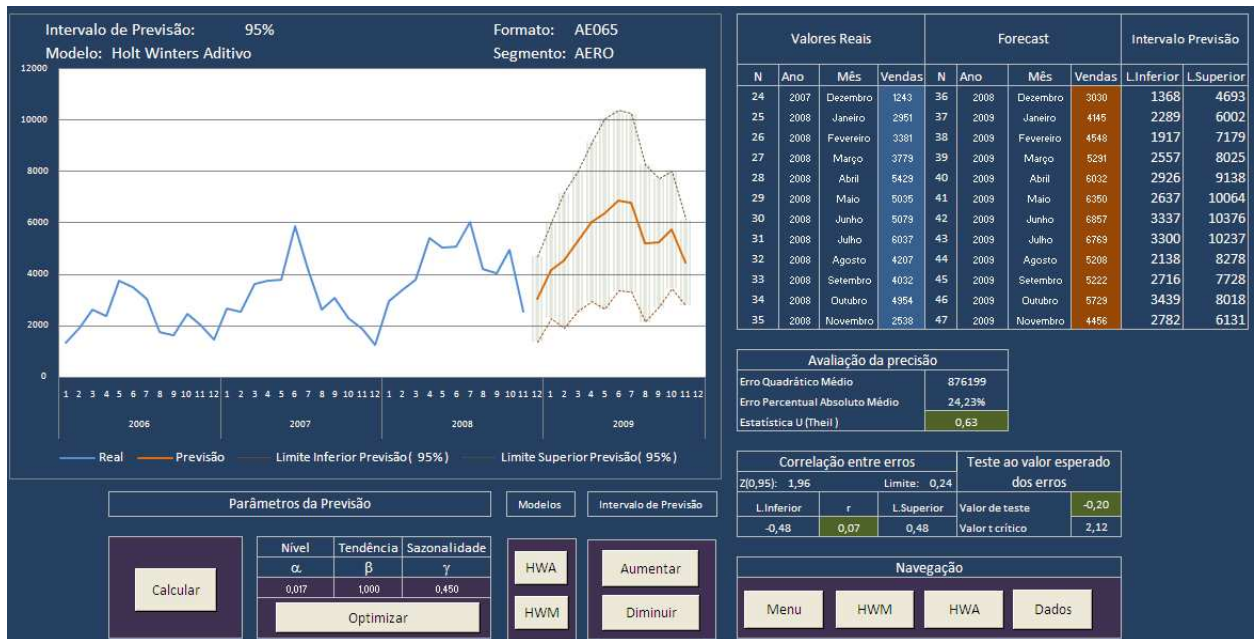 Intervalo de Previsão: 95% Formato: AE065
Modelo: Holt Winters Aditivo Segmento: AERO
12000
10000
8000
6000
4000
2000
0
1 2 3 4 5 6 7 8 9 10 11 12 1 2 3 4 5 6 7 8 9 10 11 12 1 2 3 4 5 6 7 8 9 10 11 12 1 2 3 4 5 6 7 8 9 10 11 12
2006 2007 2008 2009
Real Previsão Limite Inferior Previsão( 95%) Limite Superior Previsão( 95%)
Valores Reais Forecast Intervalo Previsão
N Ano Mês Vendas N Ano Mês Vendas L.Inferior L.Superior
24 2007 Dezembro 1243 36 2008 Dezembro 3030 1368 4693
25 2008 Janeiro 2951 37 2009 Janeiro 4145 2289 6002
26 2008 Fevereiro 3381 38 2009 Fevereiro 4548 1917 7179
27 2008 Março 3779 39 2009 Março 5291 2557 8025
28 2008 Abril 5429 40 2009 Abril 6032 2926 9138
29 2008 Maio 5035 41 2009 Maio 6350 2637 10064
30 2008 Junho 5079 42 2009 Junho 6857 3337 10376
31 2008 Julho 6037 43 2009 Julho 6769 3300 10237
32 2008 Agosto 4207 44 2009 Agosto 5208 2138 8278
33 2008 Setembro 4032 45 2009 Setembro 5222 2716 7728
34 2008 Outubro 4954 46 2009 Outubro 5729 3439 8018
35 2008 Novembro 2538 47 2009 Novembro 4456 2782 6131
Avaliação da precisão
Erro Quadrático Médio 876199
Erro Percentual Absoluto Médio 24,23%
Estatística U (Theil ) 0,63
Correlação entre erros
Z(0,95): 1,96 Limite: 0,24
L.Inferior r L.Superior
-0,48 0,07 0,48
Teste ao valor esperado
dos erros
Valor de teste -0,20
Valor t crítico 2,12
Parâmetros da Previsão
Calcular
Nível Tendência Sazonalidade
α β γ
0,017 1,000 0,450
Optimizar
Modelos
HWA
HWM
Intervalo de Previsão
Aumentar
Diminuir
Navegação
Menu HWM HWA Dados